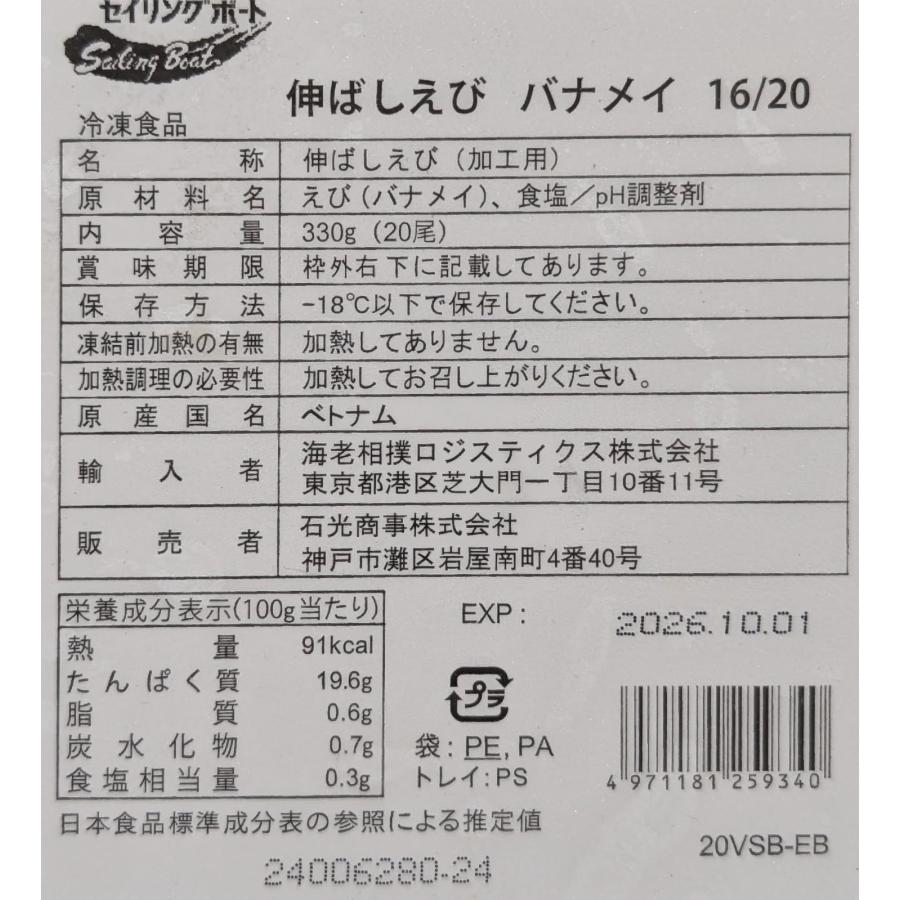 セイリングボート
Sailing Boat
伸ばしえび バナメイ 16/20
冷凍食品
名称 伸ばしえび（加工用）
原材料名 えび（バナメイ）、食塩／pH調整剤
内容量 330g（20尾）
賞味期限 枠外右下に記載してあります。
保存方法 -18℃以下で保存してください。
凍結前加熱の有無 加熱してありません。
加熱調理の必要性 加熱してお召し上がりください。
原産国名 ベトナム
輸入者 海老相撲ロジスティクス株式会社
東京都港区芝大門一丁目10番11号
販売者 石光商事株式会社
神戸市灘区岩屋南町4番40号
栄養成分表示(100g当たり)
熱量 91kcal
たんぱく質 19.6g
脂質 0.6g
炭水化物 0.7g
食塩相当量 0.3g
日本食品標準成分表の参照による推定値
24006280-24
EXP : 2026.10.01
プラ
袋 : PE, PA
トレイ : PS
4 971181 259340
20VSB-EB